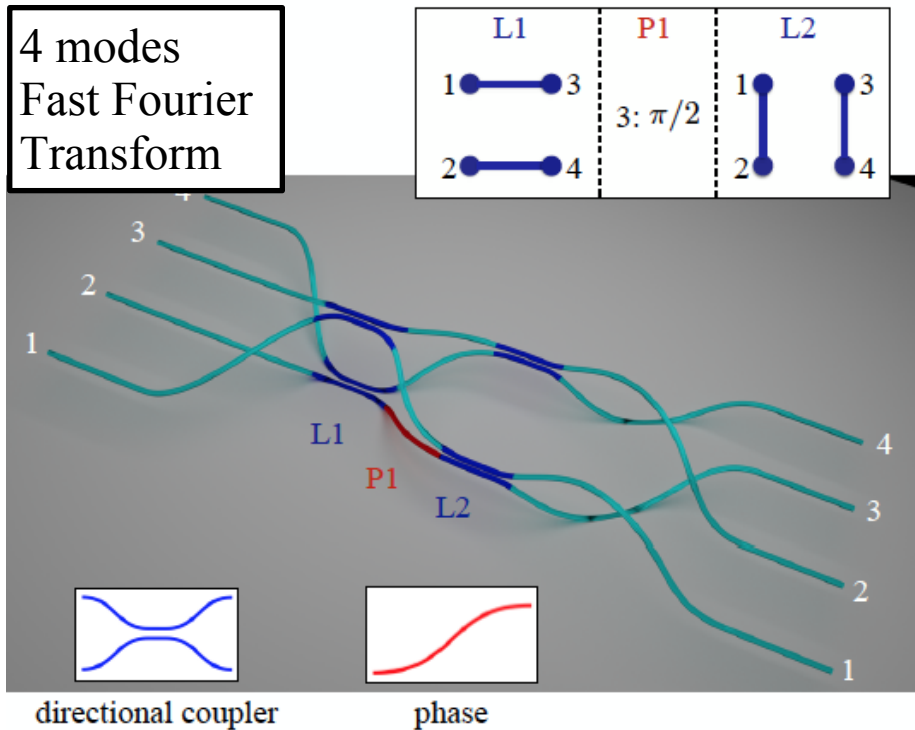 4 modes
Fast Fourier
Transform
L1
P1
L2
1
3
2
4
3: π/2
1
3
2
4
4
3
2
1
L1
P1
L2
4
3
2
1
directional coupler
phase